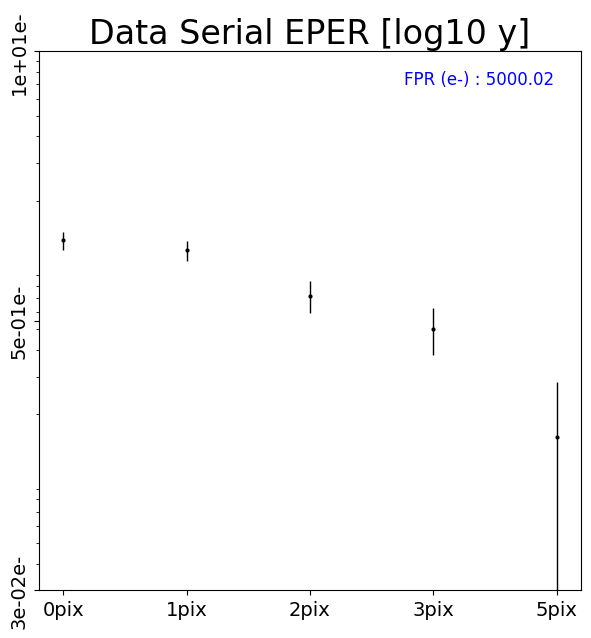 Data Serial EPER [log10 y]
FPR (e-) : 5000.02
1e+01e-
5e-01e-
3e-02e-
0pix 1pix 2pix 3pix 5pix